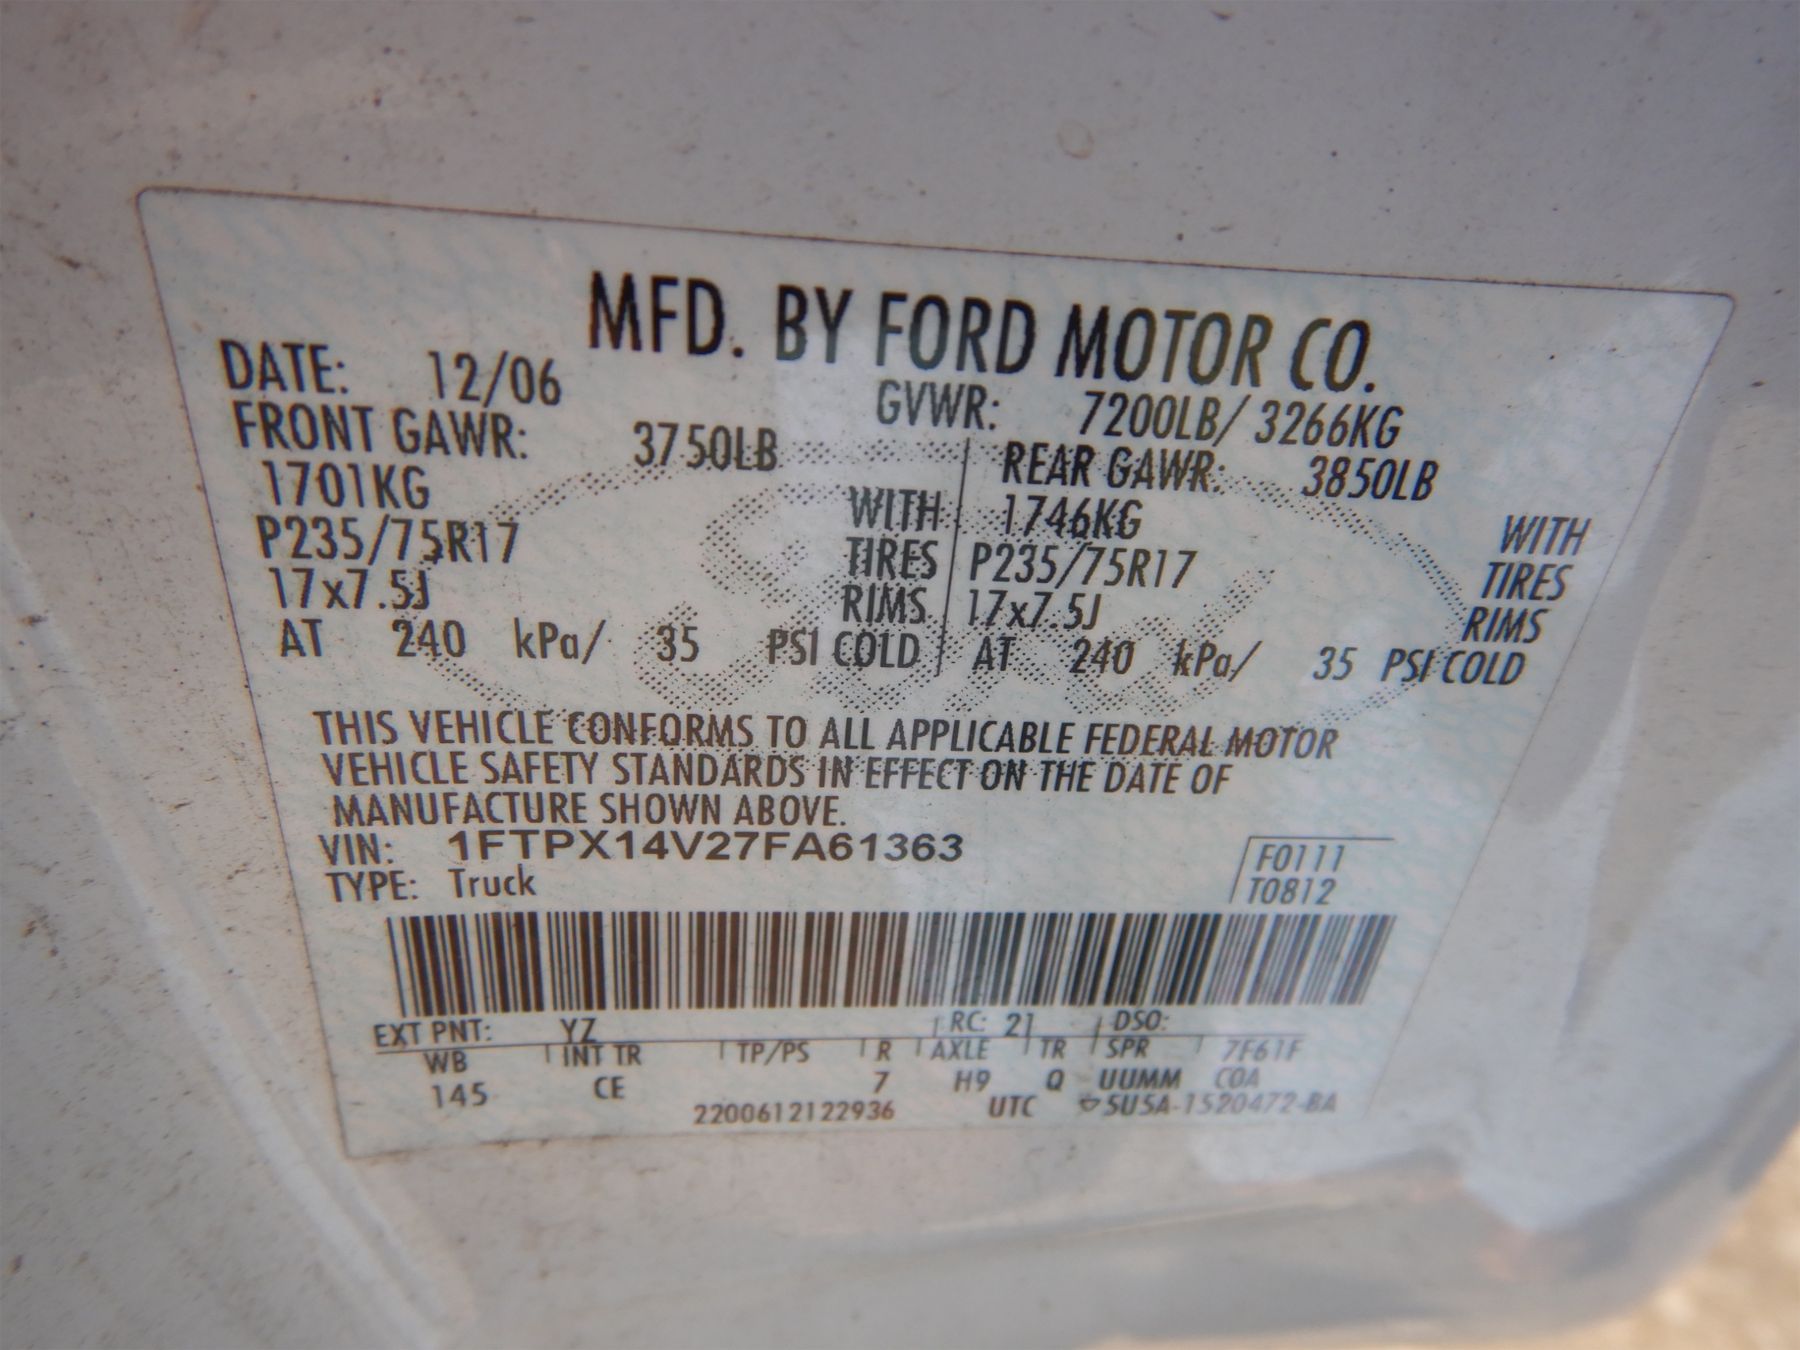 MFD. BY FORD MOTOR CO.
DATE: 12/06 GVWR: 7200LB/ 3266KG
FRONT GAWR: 3750LB REAR GAWR: 3850LB
1701KG WITH 1746KG WITH
P235/75R17 TIRES P235/75R17 TIRES
17x7.5J RIMS 17x7.5J RIMS
AT 240 kPa/ 35 PSI COLD AT 240 kPa/ 35 PSI COLD
THIS VEHICLE CONFORMS TO ALL APPLICABLE FEDERAL MOTOR
VEHICLE SAFETY STANDARDS IN EFFECT ON THE DATE OF
MANUFACTURE SHOWN ABOVE.
VIN: 1FTPX14V27FA61363 F0111
TYPE: Truck T0812
EXT PNT: YZ RC: 21 DSO:
WB INT TR TP/PS R AXLE TR SPR 7F61F
145 CE 7 H9 Q UUMM COA
2200612122936 UTC 5U5A-1520472-BA